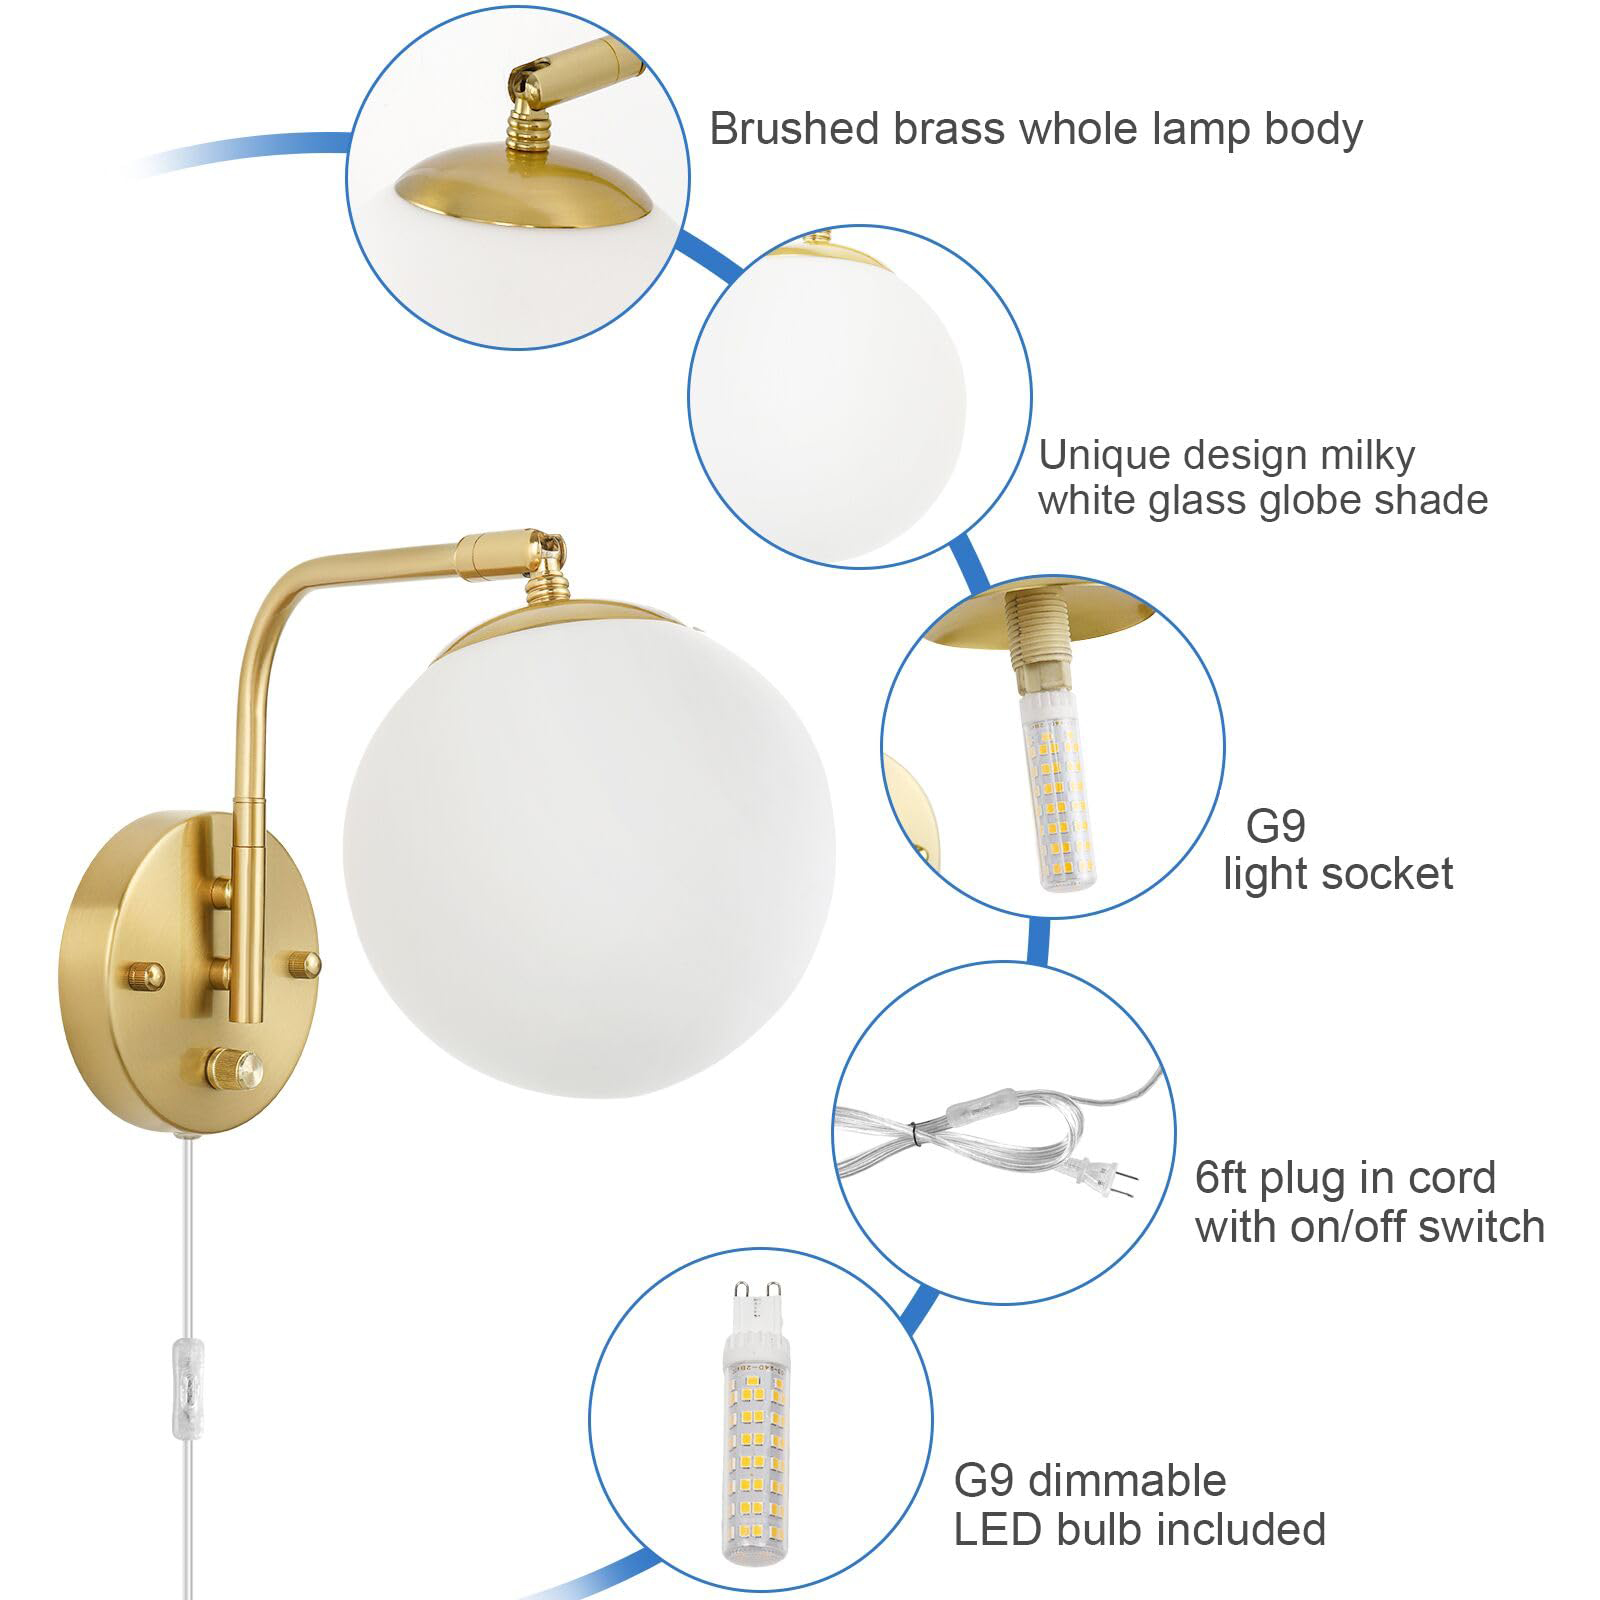 Brushed brass whole lamp body
Unique design milky
white glass globe shade
G9
light socket
6ft plug in cord
with on/off switch
G9 dimmable
LED bulb included